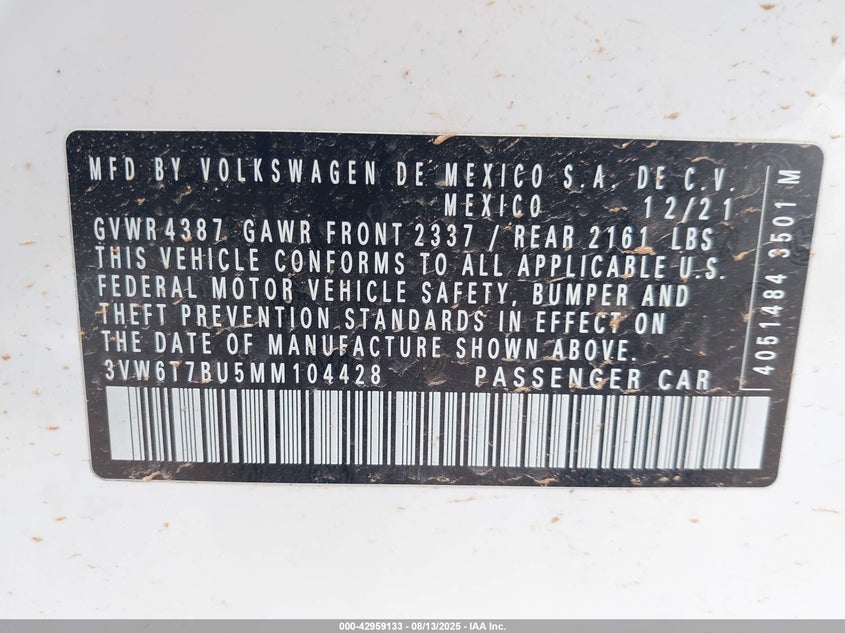 MFD BY VOLKSWAGEN DE MEXICO S.A. DE C.V.
MEXICO 12/21
GVWR4387 GAWR FRONT 2337 / REAR 2161 LBS
THIS VEHICLE CONFORMS TO ALL APPLICABLE U.S.
FEDERAL MOTOR VEHICLE SAFETY, BUMPER AND
THEFT PREVENTION STANDARDS IN EFFECT ON
THE DATE OF MANUFACTURE SHOWN ABOVE.
3VW6T7BU5MM104428 PASSENGER CAR
4051484 3501 M
000-42959133 - 08/13/2025 - IAA Inc.